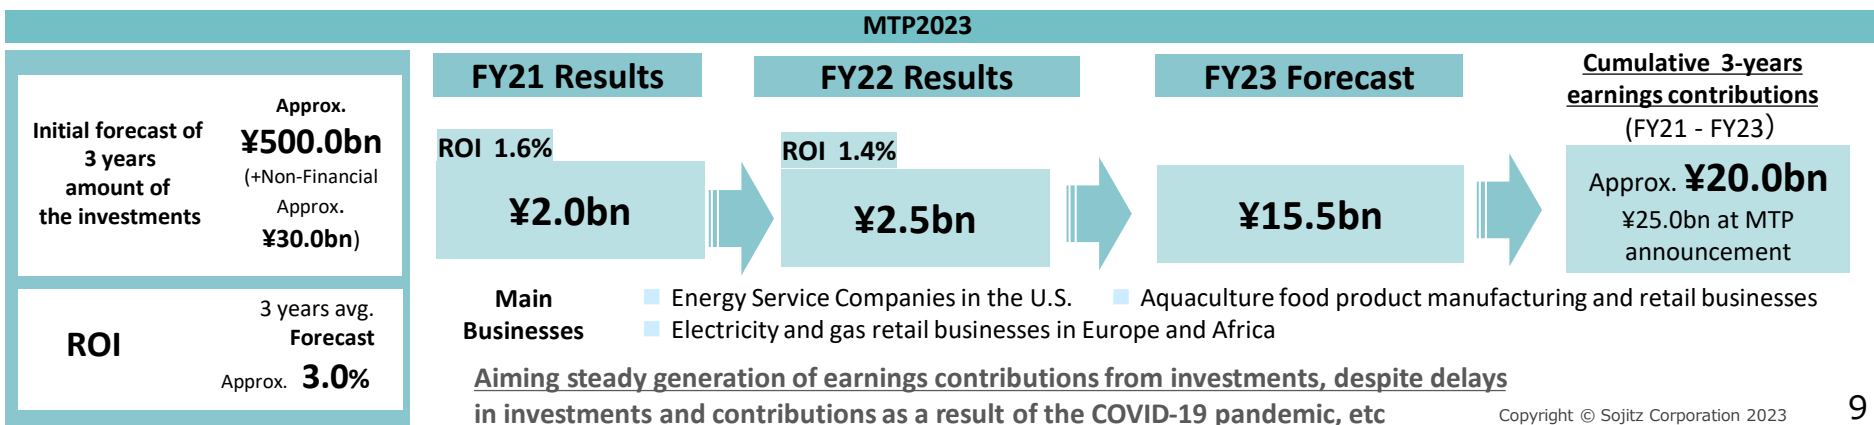 MTP2023
Initial forecast of
3 years
amount of
the investments
Approx.
¥500.0bn
(+Non-Financial
Approx.
¥30.0bn)
ROI
3 years avg.
Forecast
Approx. 3.0%
FY21 Results
ROI 1.6%
¥2.0bn
FY22 Results
ROI 1.4%
¥2.5bn
FY23 Forecast
¥15.5bn
Cumulative 3-years
earnings contributions
(FY21 - FY23）
Approx. ¥20.0bn
¥25.0bn at MTP
announcement
Main
Businesses
Energy Service Companies in the U.S.
Aquaculture food product manufacturing and retail businesses
Electricity and gas retail businesses in Europe and Africa
Aiming steady generation of earnings contributions from investments, despite delays
in investments and contributions as a result of the COVID-19 pandemic, etc
Copyright © Sojitz Corporation 2023
9